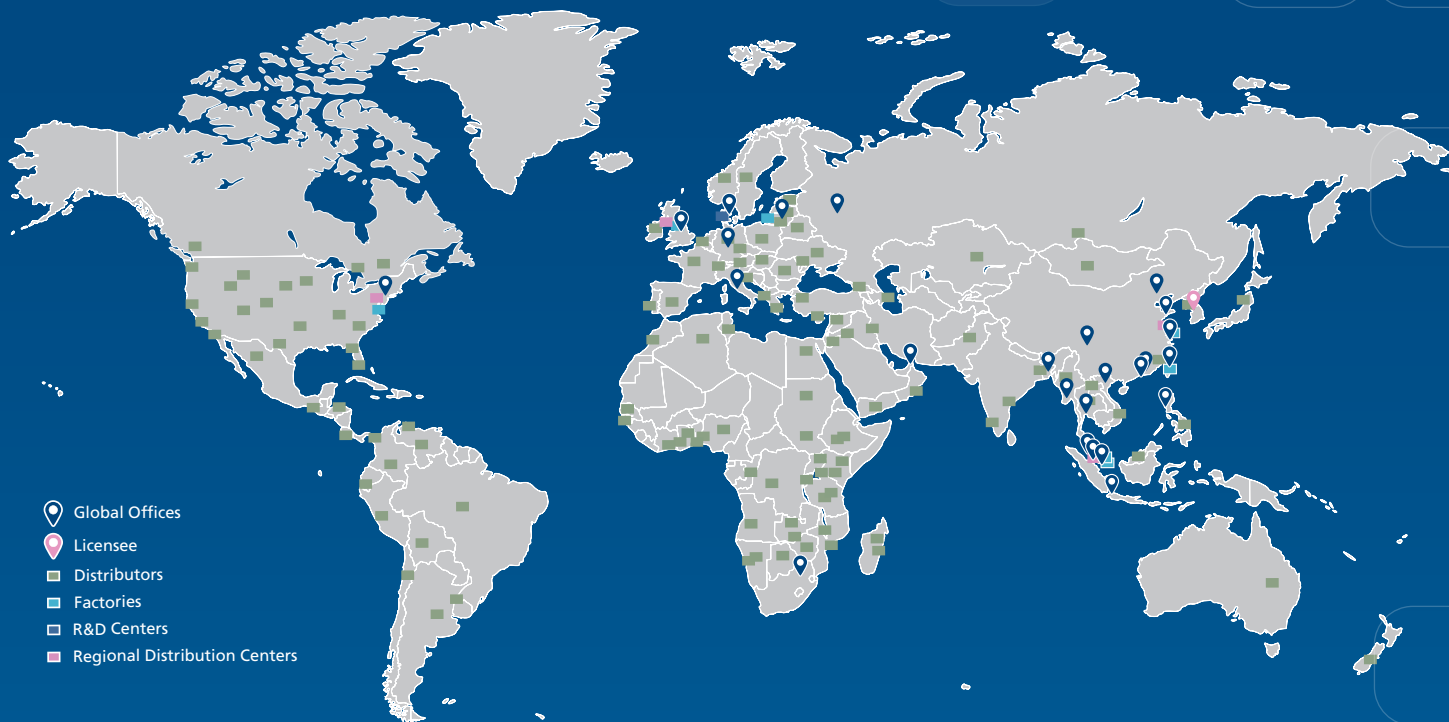 Global Offices
Licensee
Distributors
Factories
R&D Centers
Regional Distribution Centers